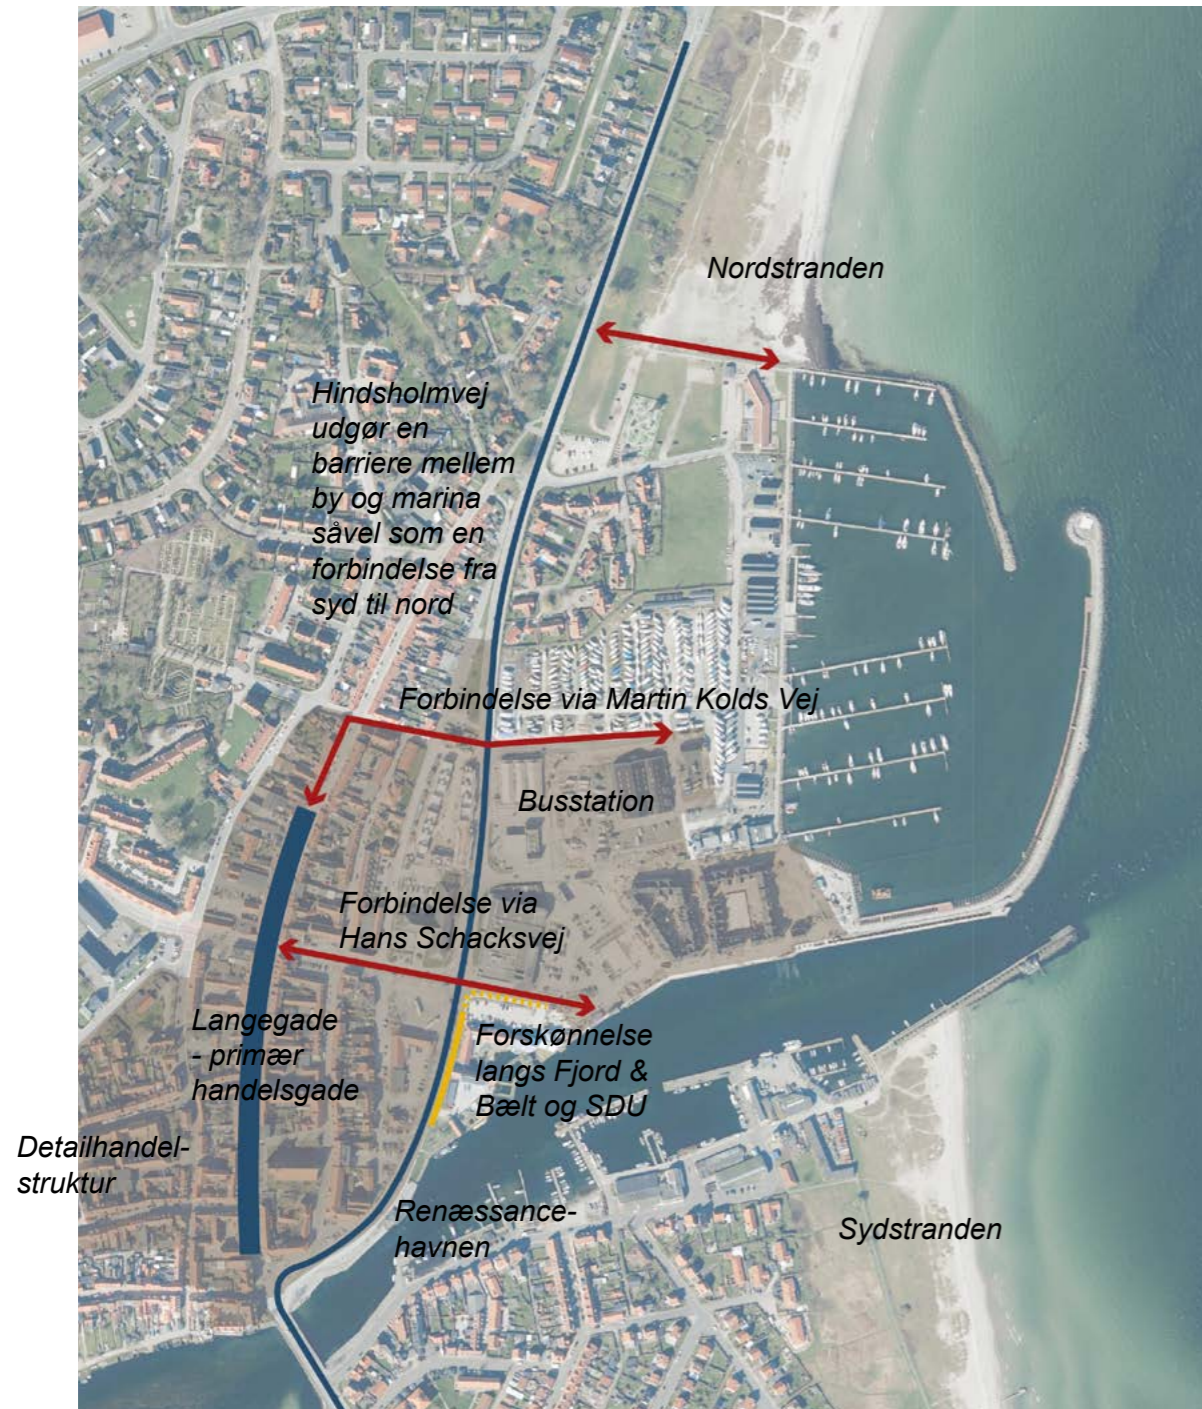 Nordstranden
Hindsholmvej
udgør en
barriere mellem
by og marina
såvel som en
forbindelse fra
syd til nord
Forbindelse via Martin Kolds Vej
Busstation
Forbindelse via
Hans Schacksvej
Langegade
- primær
handelsgade
Forskønnelse
langs Fjord &
Bælt og SDU
Detailhandel-
struktur
Renæssance-
havnen
Sydstranden